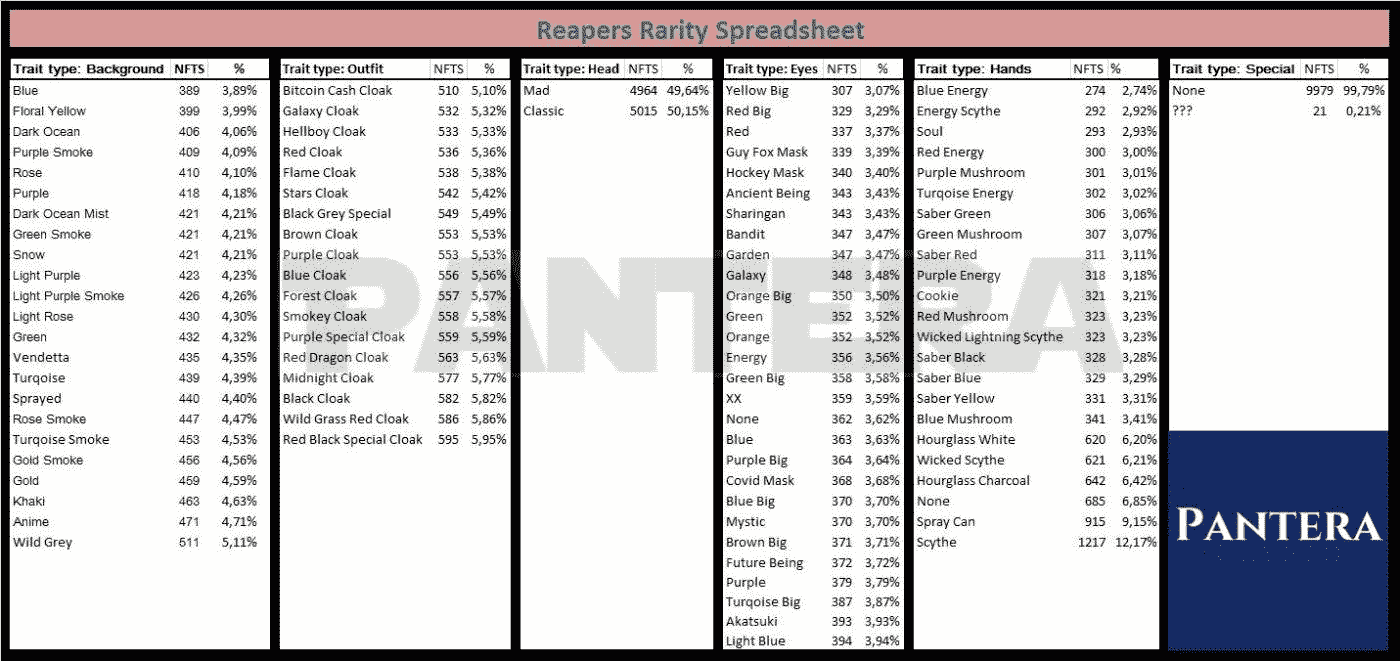 Reapers Rarity Spreadsheet
Trait type: Background NFTS %
Blue 389 3,89%
Floral Yellow 399 3,99%
Dark Ocean 406 4,06%
Purple Smoke 409 4,09%
Rose 410 4,10%
Purple 418 4,18%
Dark Ocean Mist 421 4,21%
Green Smoke 421 4,21%
Snow 421 4,21%
Light Purple 423 4,23%
Light Purple Smoke 426 4,26%
Light Rose 430 4,30%
Green 432 4,32%
Vendetta 435 4,35%
Turqoise 439 4,39%
Sprayed 440 4,40%
Rose Smoke 447 4,47%
Turqoise Smoke 453 4,53%
Gold Smoke 456 4,56%
Gold 459 4,59%
Khaki 463 4,63%
Anime 471 4,71%
Wild Grey 511 5,11%
Trait type: Outfit NFTS %
Bitcoin Cash Cloak 510 5,10%
Galaxy Cloak 532 5,32%
Hellboy Cloak 533 5,33%
Red Cloak 536 5,36%
Flame Cloak 538 5,38%
Stars Cloak 542 5,42%
Black Grey Special 549 5,49%
Brown Cloak 553 5,53%
Purple Cloak 553 5,53%
Blue Cloak 556 5,56%
Forest Cloak 557 5,57%
Smokey Cloak 558 5,58%
Purple Special Cloak 559 5,59%
Red Dragon Cloak 563 5,63%
Midnight Cloak 577 5,77%
Black Cloak 582 5,82%
Wild Grass Red Cloak 586 5,86%
Red Black Special Cloak 595 5,95%
Trait type: Head NFTS %
Mad 4964 49,64%
Classic 5015 50,15%
Trait type: Eyes NFTS %
Yellow Big 307 3,07%
Red Big 329 3,29%
Red 337 3,37%
Guy Fox Mask 339 3,39%
Hockey Mask 340 3,40%
Ancient Being 343 3,43%
Sharingan 343 3,43%
Bandit 347 3,47%
Garden 347 3,47%
Galaxy 348 3,48%
Orange Big 350 3,50%
Green 352 3,52%
Orange 352 3,52%
Energy 356 3,56%
Green Big 358 3,58%
XX 359 3,59%
None 362 3,62%
Blue 363 3,63%
Purple Big 364 3,64%
Covid Mask 368 3,68%
Blue Big 370 3,70%
Mystic 370 3,70%
Brown Big 371 3,71%
Future Being 372 3,72%
Purple 379 3,79%
Turqoise Big 387 3,87%
Akatsuki 393 3,93%
Light Blue 394 3,94%
Trait type: Hands NFTS %
Blue Energy 274 2,74%
Energy Scythe 292 2,92%
Soul 293 2,93%
Red Energy 300 3,00%
Purple Mushroom 301 3,01%
Turqoise Energy 302 3,02%
Saber Green 306 3,06%
Green Mushroom 307 3,07%
Saber Red 311 3,11%
Purple Energy 318 3,18%
Cookie 321 3,21%
Red Mushroom 323 3,23%
Wicked Lightning Scythe 323 3,23%
Saber Black 328 3,28%
Saber Blue 329 3,29%
Saber Yellow 331 3,31%
Blue Mushroom 341 3,41%
Hourglass White 620 6,20%
Wicked Scythe 621 6,21%
Hourglass Charcoal 642 6,42%
None 685 6,85%
Spray Can 915 9,15%
Scythe 1217 12,17%
Trait type: Special NFTS %
None 9979 99,79%
??? 21 0,21%
PANTERA
PANTERA